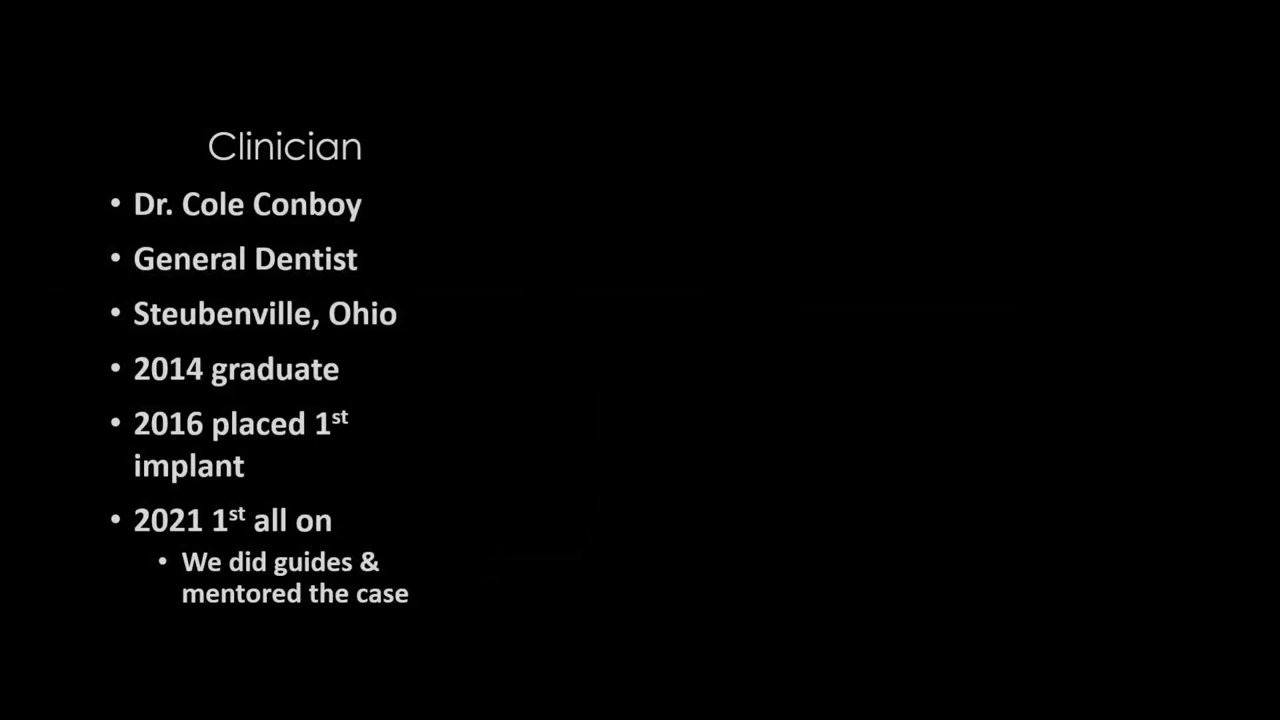 Clinician
• Dr. Cole Conboy
• General Dentist
• Steubenville, Ohio
• 2014 graduate
• 2016 placed 1st
implant
• 2021 1st all on
• We did guides &
mentored the case